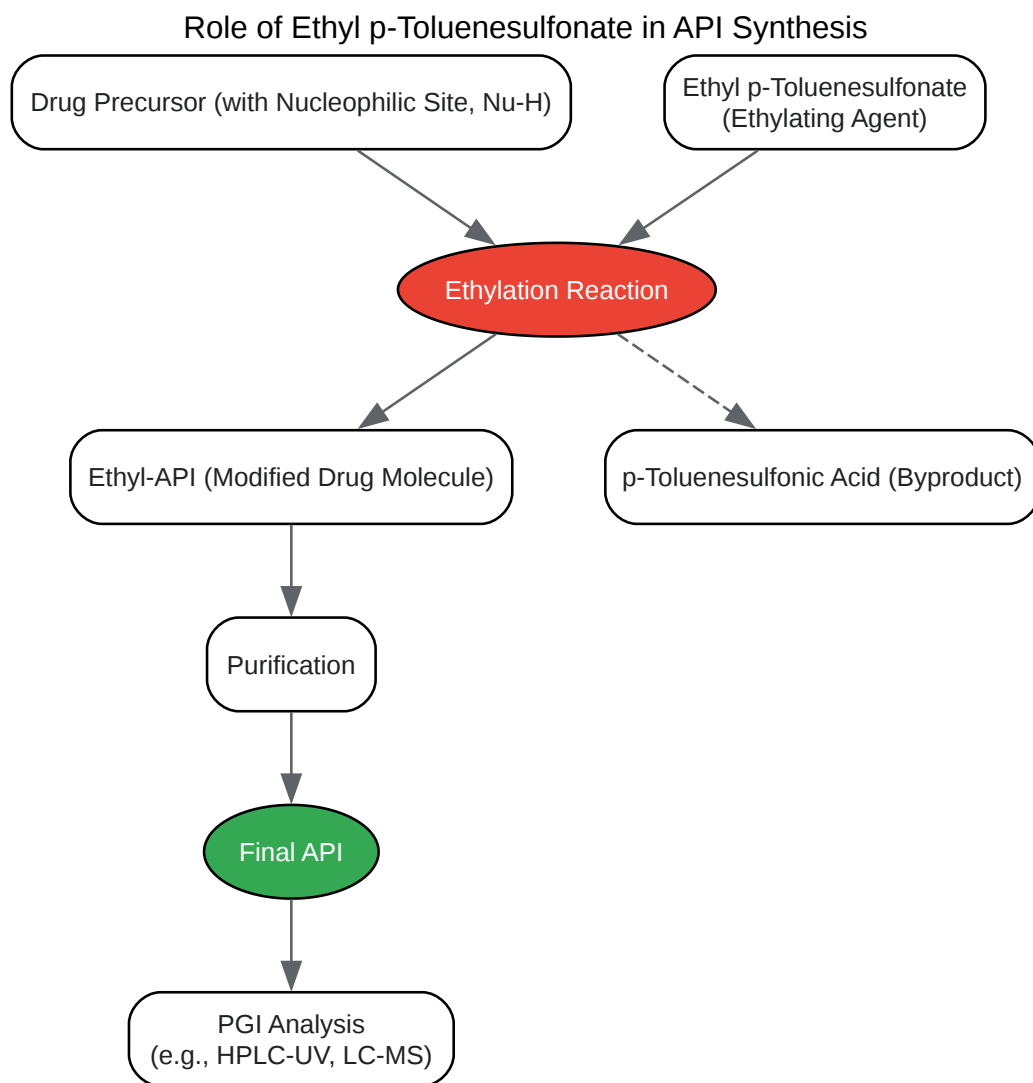 Role of Ethyl p-Toluenesulfonate in API Synthesis
Drug Precursor (with Nucleophilic Site, Nu-H)
Ethyl p-Toluenesulfonate
(Ethylating Agent)
Ethylation Reaction
Ethyl-API (Modified Drug Molecule)
p-Toluenesulfonic Acid (Byproduct)
Purification
Final API
PGI Analysis
(e.g., HPLC-UV, LC-MS)